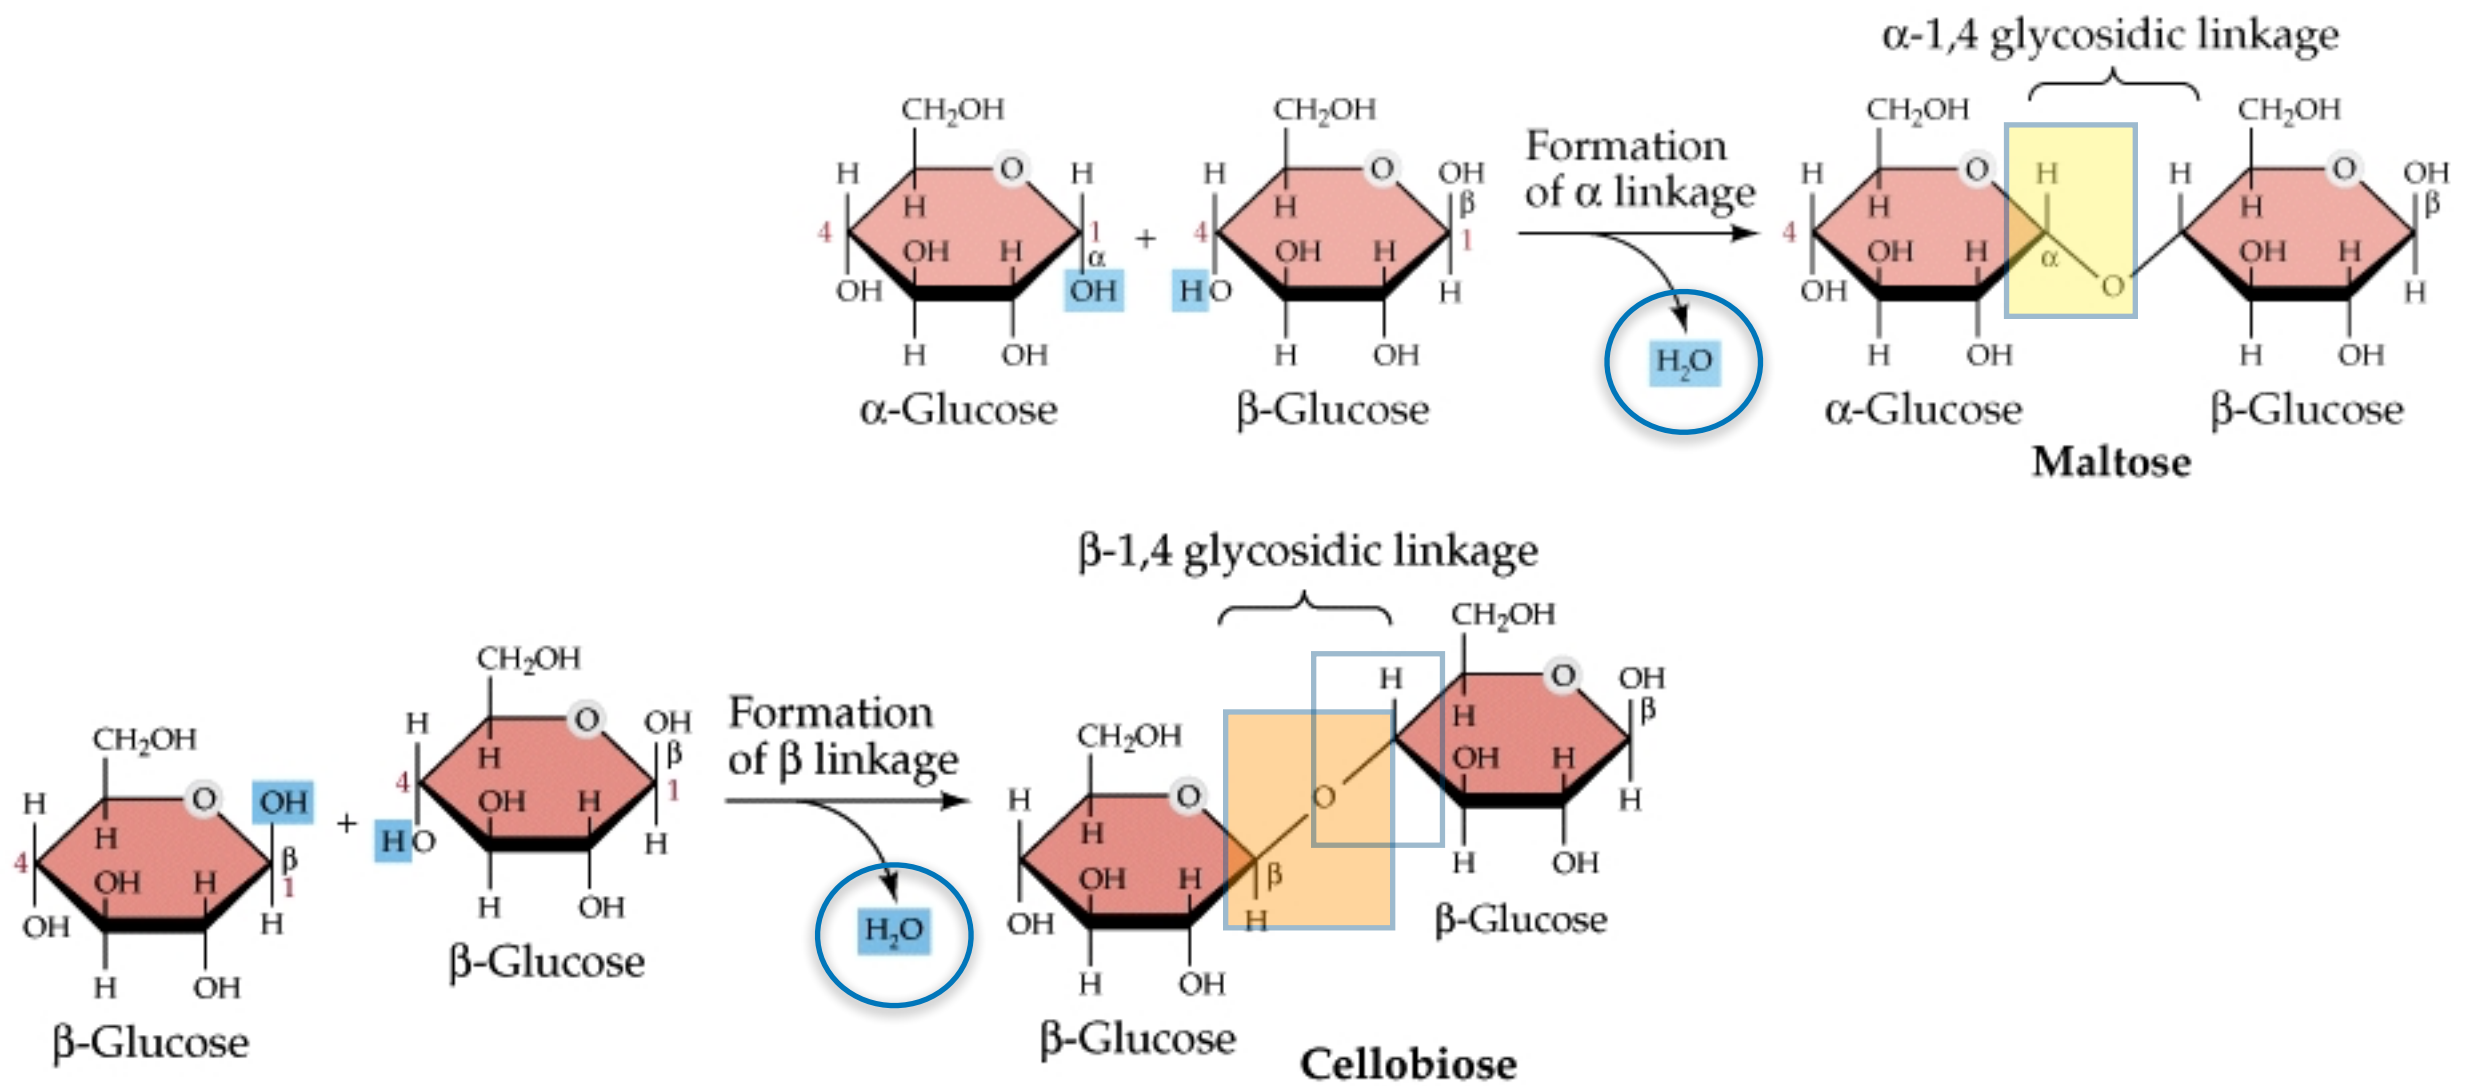 α-1,4 glycosidic linkage
CH₂OH CH₂OH CH₂OH CH₂OH
Formation
of α linkage
H O H H O OH H O H H O OH
β β
H H H H
4 OH H 1 + 4 OH H 1 4 OH H OH H
α α
OH OH HO H OH O H
H OH H OH H₂O H OH H OH
α-Glucose β-Glucose α-Glucose β-Glucose
Maltose
β-1,4 glycosidic linkage
CH₂OH
CH₂OH H O OH
β
H O OH Formation H
β of β linkage CH₂OH OH H
CH₂OH H H
4 OH H 1 H O O H OH
H O OH HO H H β-Glucose
H β + H OH OH H β
4 OH H 1 β-Glucose H₂O OH H
OH H H OH
H OH β-Glucose
β-Glucose Cellobiose